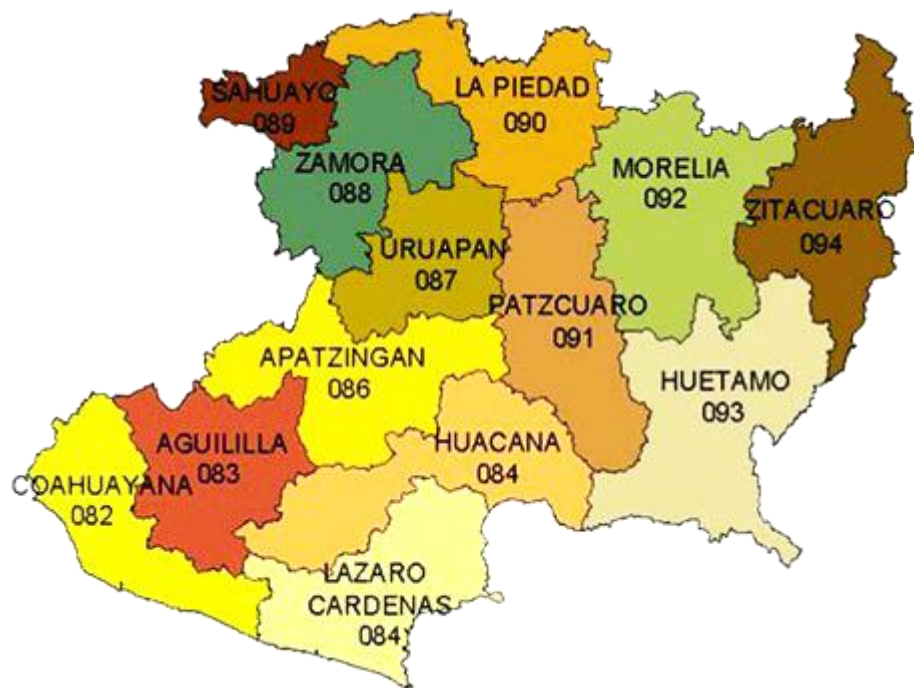 SAHUAYO
089
LA PIEDAD
090
ZAMORA
088
MORELIA
092
ZITACUARO
094
URUAPAN
087
PATZCUARO
091
APATZINGAN
086
HUETAMO
093
AGUILILLA
083
HUACANA
084
COAHUAYANA
082
LAZARO
CARDENAS
084